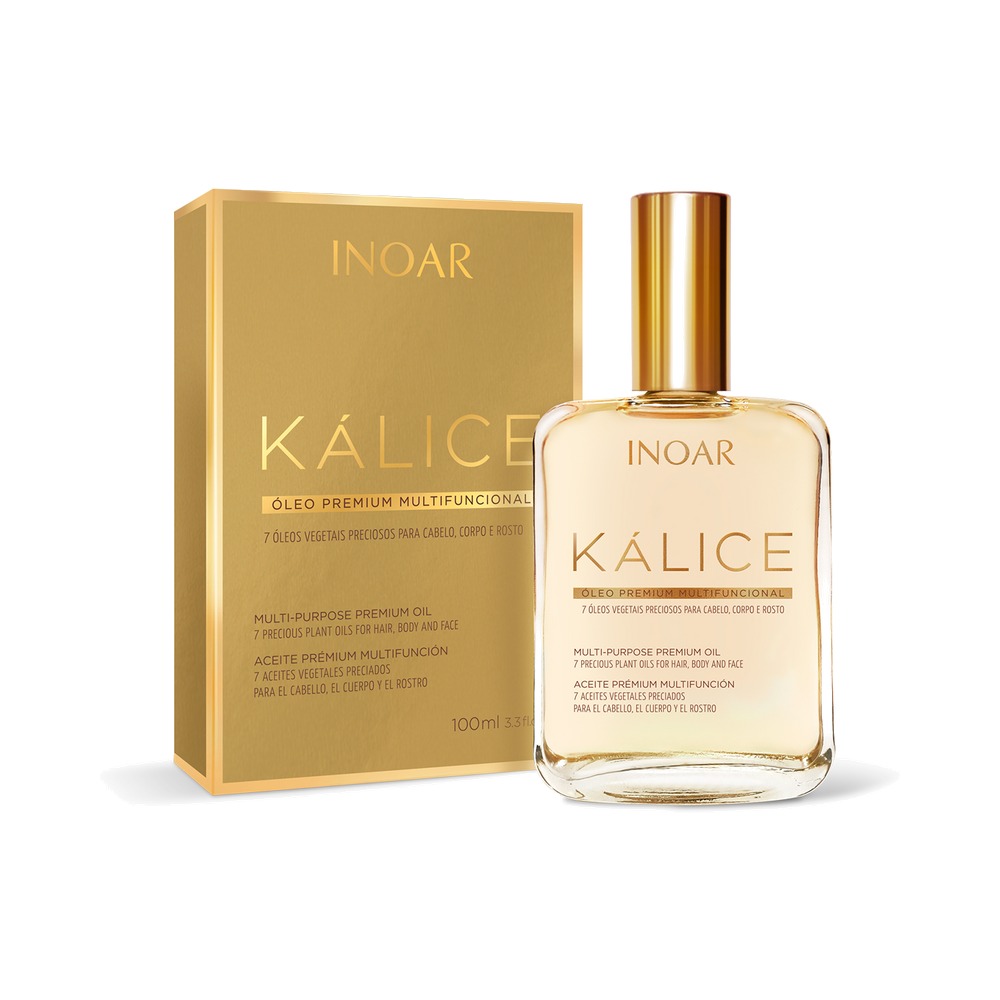 INOAR
KÁLICE
ÓLEO PREMIUM MULTIFUNCIONAL
7 ÓLEOS VEGETAIS PRECIOSOS PARA CABELO, CORPO E ROSTO
MULTI-PURPOSE PREMIUM OIL
7 PRECIOUS PLANT OILS FOR HAIR, BODY AND FACE
ACEITE PRÉMIUM MULTIFUNCIÓN
7 ACEITES VEGETALES PRECIADOS
PARA EL CABELLO, EL CUERPO Y EL ROSTRO
100ml 3.3
INOAR
KÁLICE
ÓLEO PREMIUM MULTIFUNCIONAL
7 ÓLEOS VEGETAIS PRECIOSOS PARA CABELO, CORPO E ROSTO
MULTI-PURPOSE PREMIUM OIL
7 PRECIOUS PLANT OILS FOR HAIR, BODY AND FACE
ACEITE PRÉMIUM MULTIFUNCIÓN
7 ACEITES VEGETALES PRECIADOS
PARA EL CABELLO, EL CUERPO Y EL ROSTRO